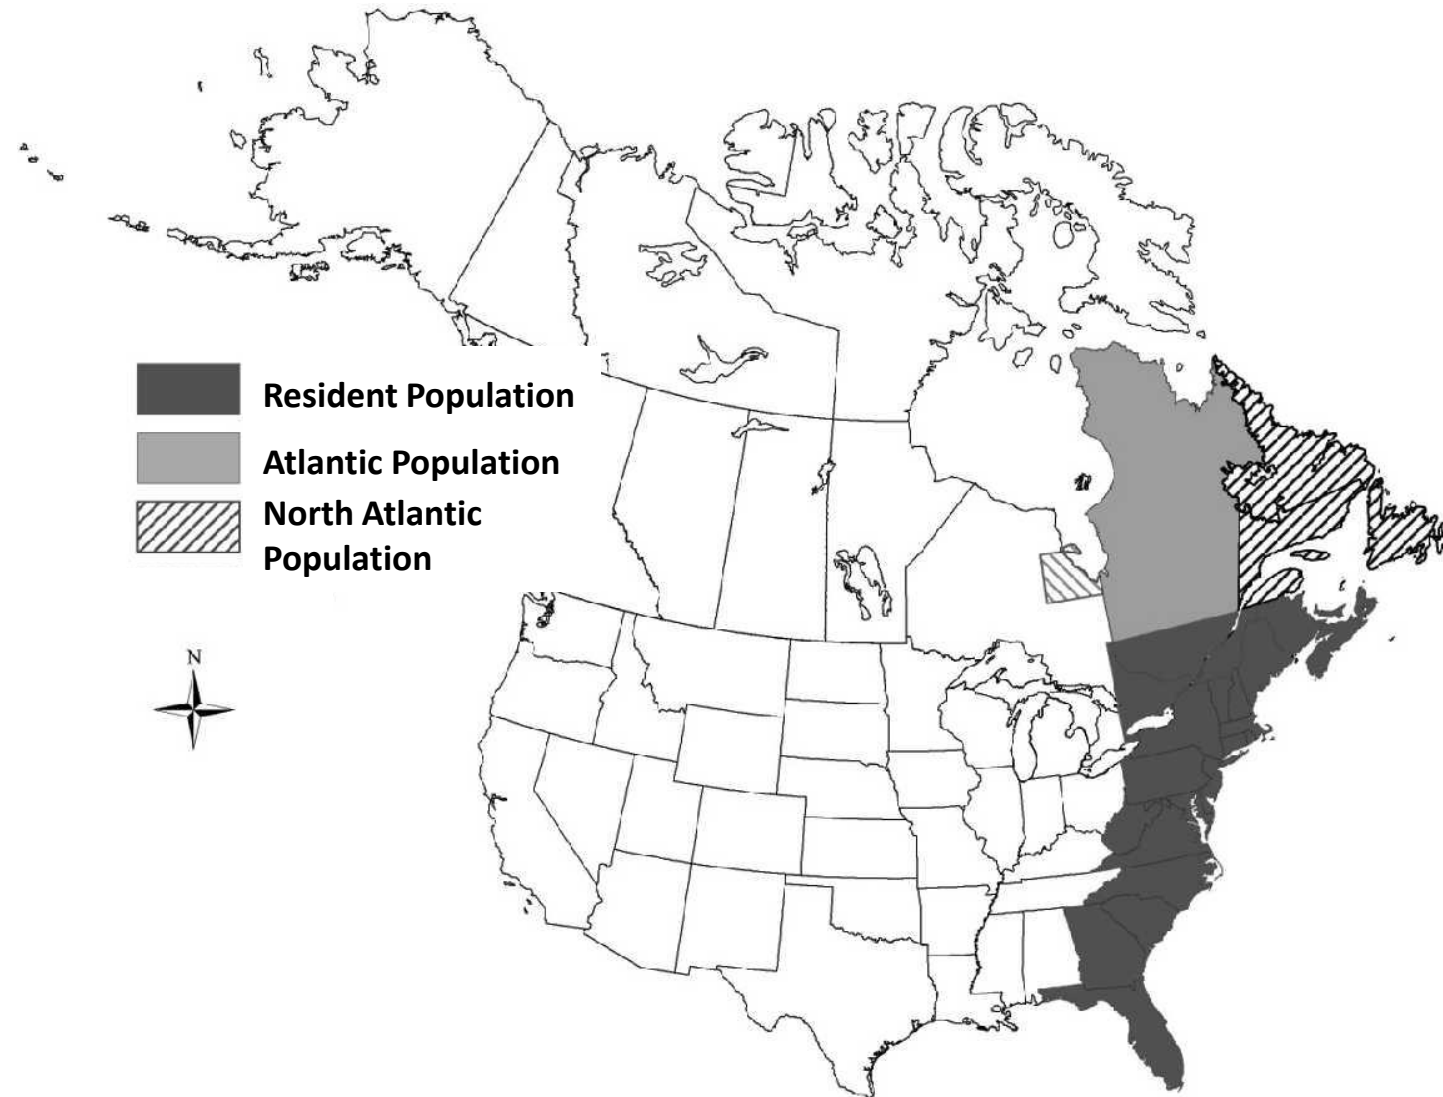 Resident Population
Atlantic Population
North Atlantic
Population
N